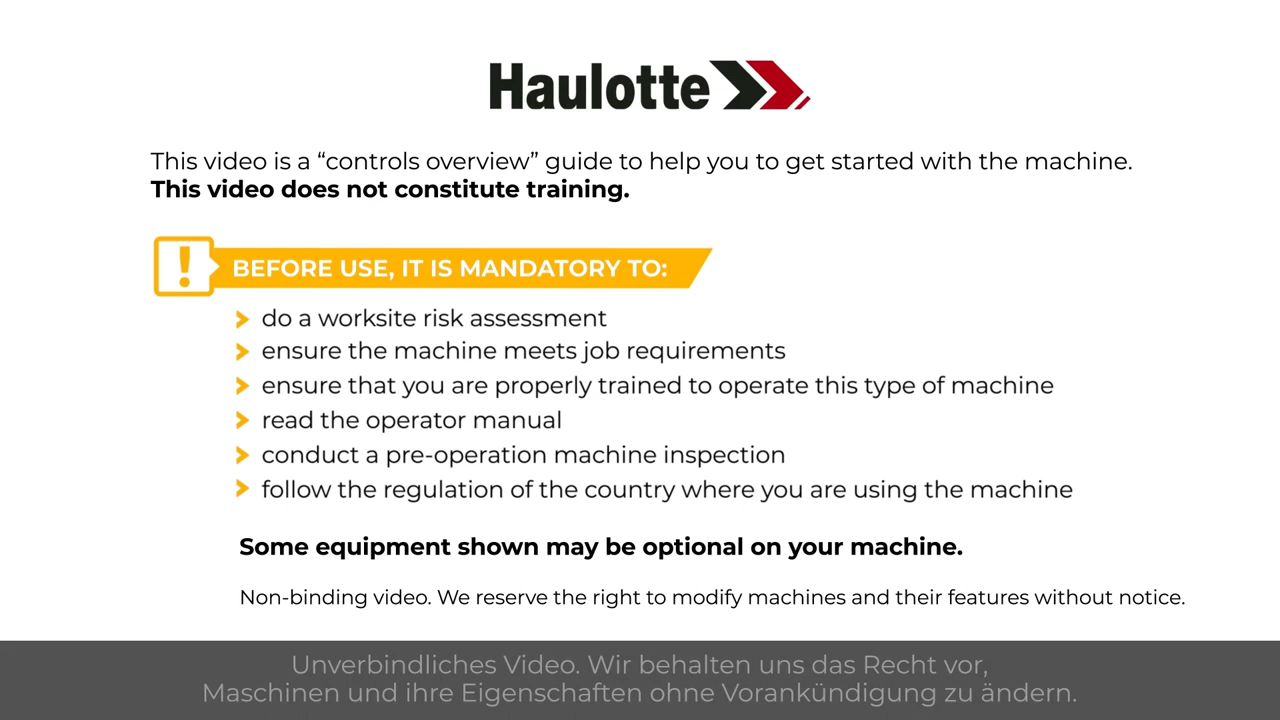 Haulotte
This video is a “controls overview” guide to help you to get started with the machine.
This video does not constitute training.
! BEFORE USE, IT IS MANDATORY TO:
do a worksite risk assessment
ensure the machine meets job requirements
ensure that you are properly trained to operate this type of machine
read the operator manual
conduct a pre-operation machine inspection
follow the regulation of the country where you are using the machine
Some equipment shown may be optional on your machine.
Non-binding video. We reserve the right to modify machines and their features without notice.
Unverbindliches Video. Wir behalten uns das Recht vor,
Maschinen und ihre Eigenschaften ohne Vorankündigung zu ändern.